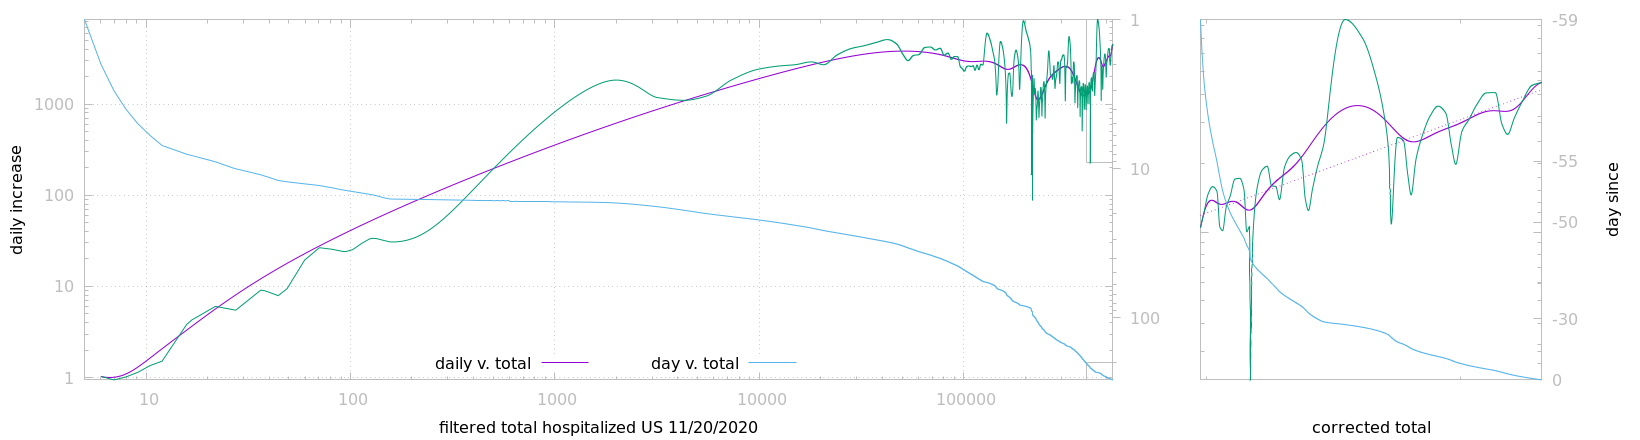 1
-59
1000
10
-55
daily increase
100
-50
day since
10
100
-30
daily v. total
day v. total
1
0
10
100
1000
10000
100000
filtered total hospitalized US 11/20/2020
corrected total